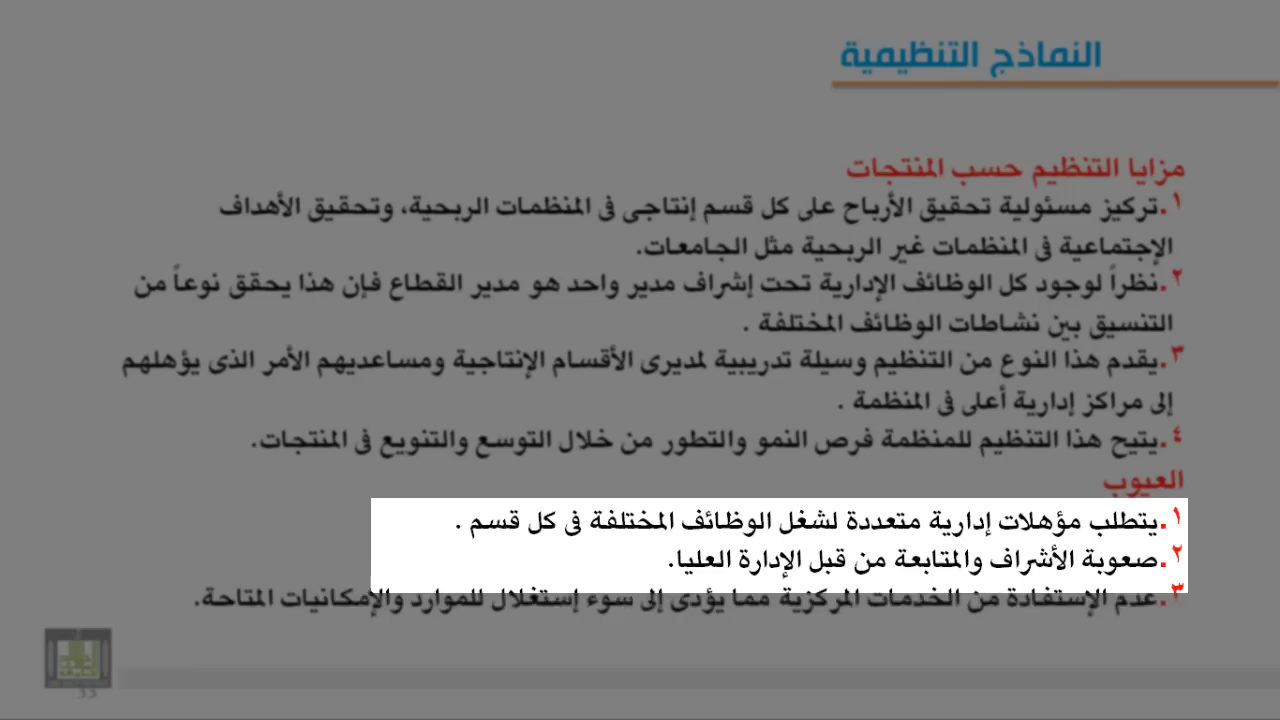 النماذج التنظيمية
مزايا التنظيم حسب المنتجات
١.تركيز مسئولية تحقيق الأرباح على كل قسم إنتاجى فى المنظمات الربحية، وتحقيق الأهداف
الإجتماعية فى المنظمات غير الربحية مثل الجامعات.
٢.نظراً لوجود كل الوظائف الإدارية تحت إشراف مدير واحد هو مدير القطاع فإن هذا يحقق نوعاً من
التنسيق بين نشاطات الوظائف المختلفة .
٣.يقدم هذا النوع من التنظيم وسيلة تدريبية لمديرى الأقسام الإنتاجية ومساعديهم الأمر الذى يؤهلهم
إلى مراكز إدارية أعلى فى المنظمة .
٤.يتيح هذا التنظيم للمنظمة فرص النمو والتطور من خلال التوسع والتنويع فى المنتجات.
العيوب
١.يتطلب مؤهلات إدارية متعددة لشغل الوظائف المختلفة فى كل قسم .
٢.صعوبة الأشراف والمتابعة من قبل الإدارة العليا.
٣.عدم الإستفادة من الخدمات المركزية مما يؤدى إلى سوء إستغلال للموارد والإمكانيات المتاحة.
33